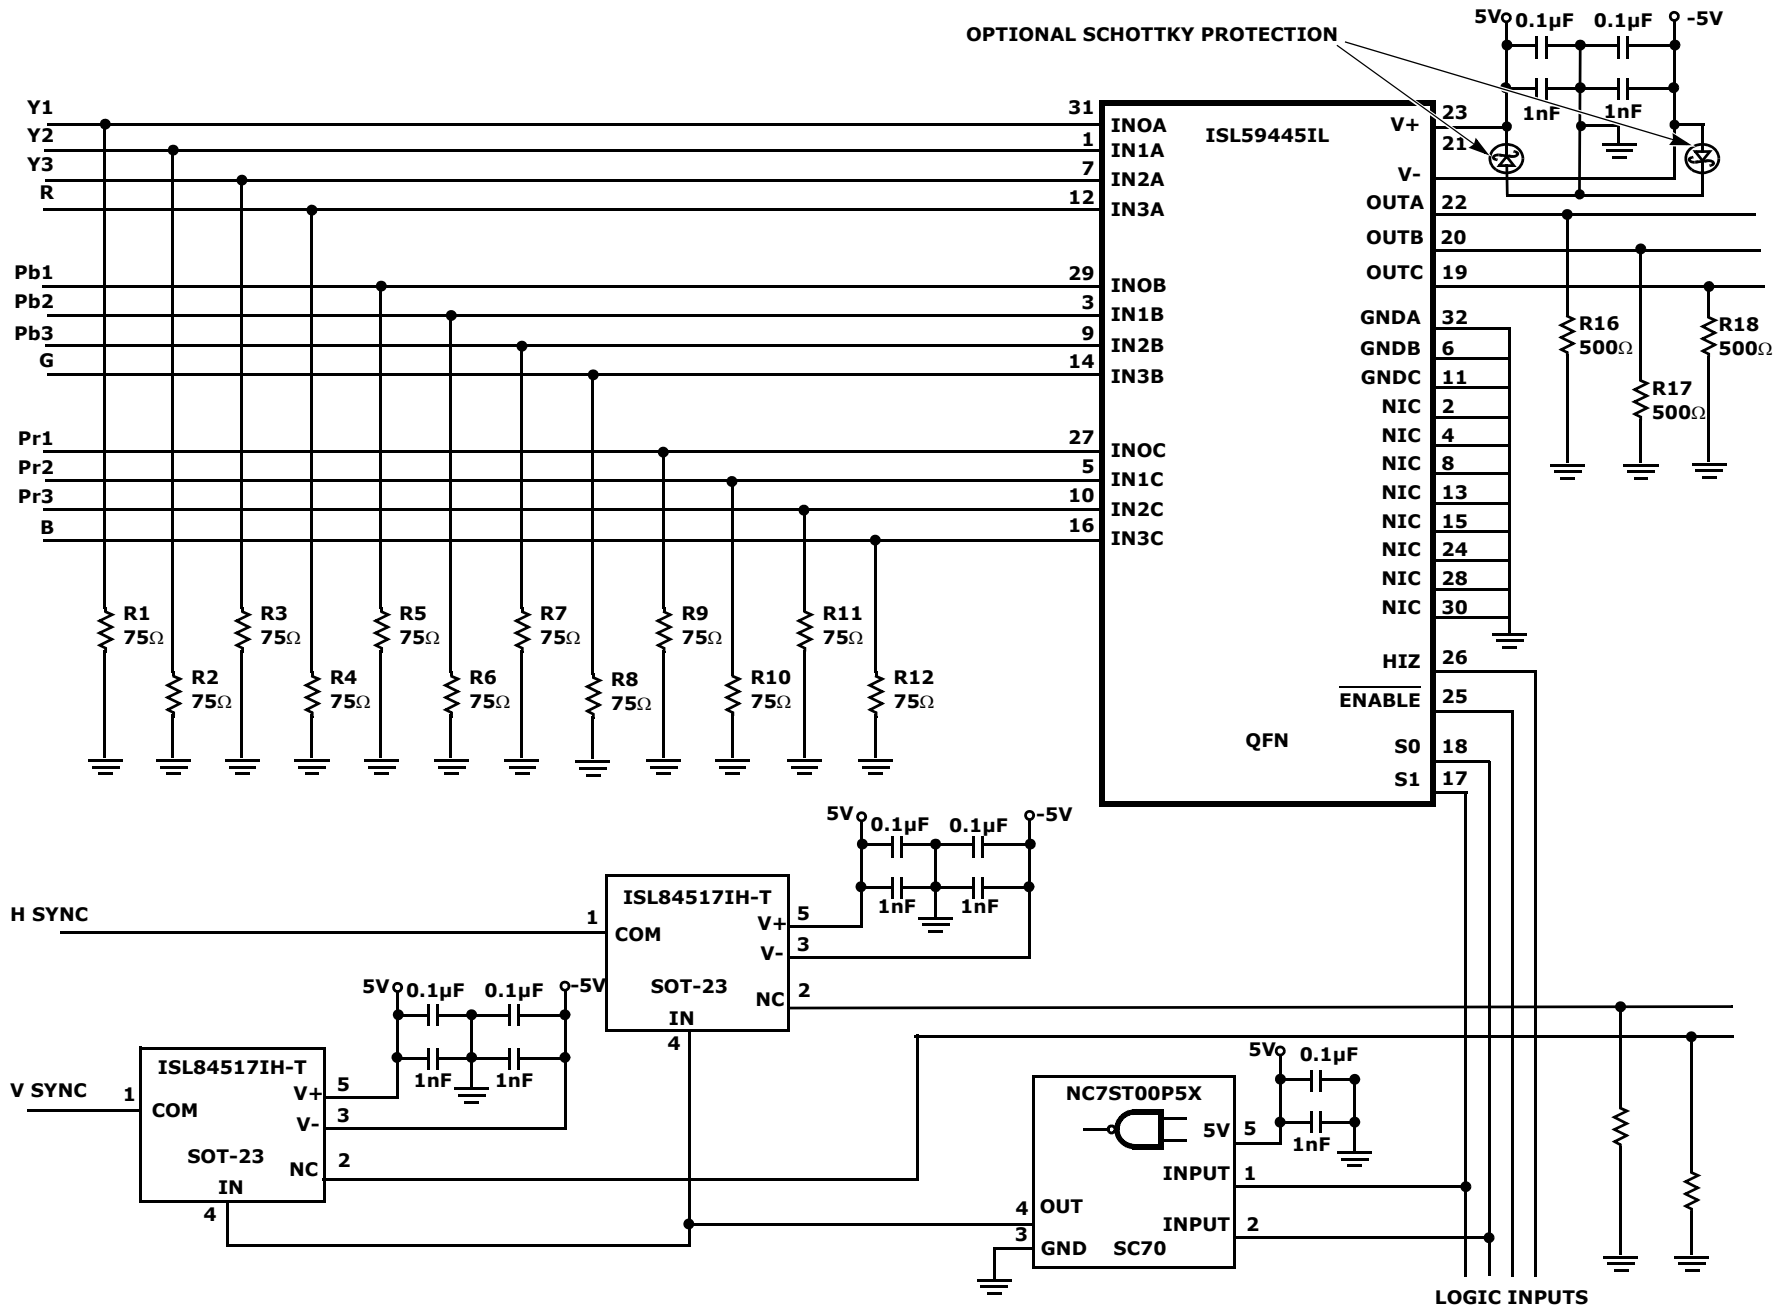 OPTIONAL SCHOTTKY PROTECTION
5V 0.1µF 0.1µF -5V
1nF 1nF
Y1
Y2
Y3
R
Pb1
Pb2
Pb3
G
Pr1
Pr2
Pr3
B
31 INOA
1 IN1A
7 IN2A
12 IN3A
29 INOB
3 IN1B
9 IN2B
14 IN3B
27 INOC
5 IN1C
10 IN2C
16 IN3C
ISL59445IL
QFN
V+ 23
V- 21
OUTA 22
OUTB 20
OUTC 19
GNDA 32
GNDB 6
GNDC 11
NIC 2
NIC 4
NIC 8
NIC 13
NIC 15
NIC 24
NIC 28
NIC 30
HIZ 26
ENABLE 25
S0 18
S1 17
R16
500Ω
R17
500Ω
R18
500Ω
R1
75Ω
R2
75Ω
R3
75Ω
R4
75Ω
R5
75Ω
R6
75Ω
R7
75Ω
R8
75Ω
R9
75Ω
R10
75Ω
R11
75Ω
R12
75Ω
5V 0.1µF 0.1µF -5V
1nF 1nF
H SYNC
1 COM
ISL84517IH-T
V+ 5
V- 3
SOT-23
NC 2
IN
4
5V 0.1µF 0.1µF -5V
1nF 1nF
V SYNC
1 COM
ISL84517IH-T
V+ 5
V- 3
SOT-23
NC 2
IN
4
5V 0.1µF
1nF
NC7ST00P5X
5V 5
INPUT 1
4 OUT
INPUT 2
3 GND
SC70
LOGIC INPUTS